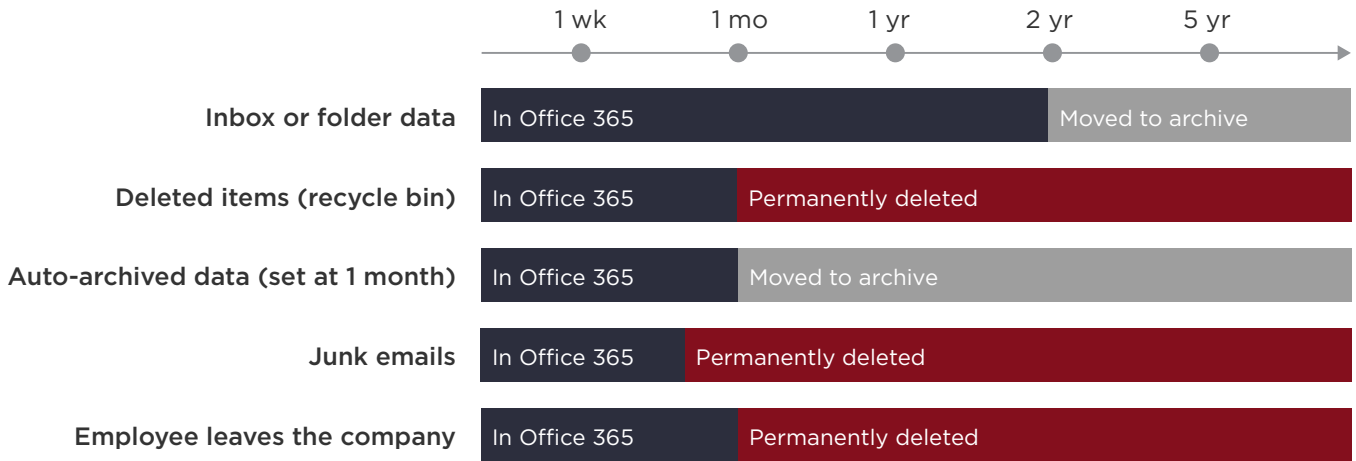 1 wk 1 mo 1 yr 2 yr 5 yr
Inbox or folder data In Office 365 Moved to archive
Deleted items (recycle bin) In Office 365 Permanently deleted
Auto-archived data (set at 1 month) In Office 365 Moved to archive
Junk emails In Office 365 Permanently deleted
Employee leaves the company In Office 365 Permanently deleted